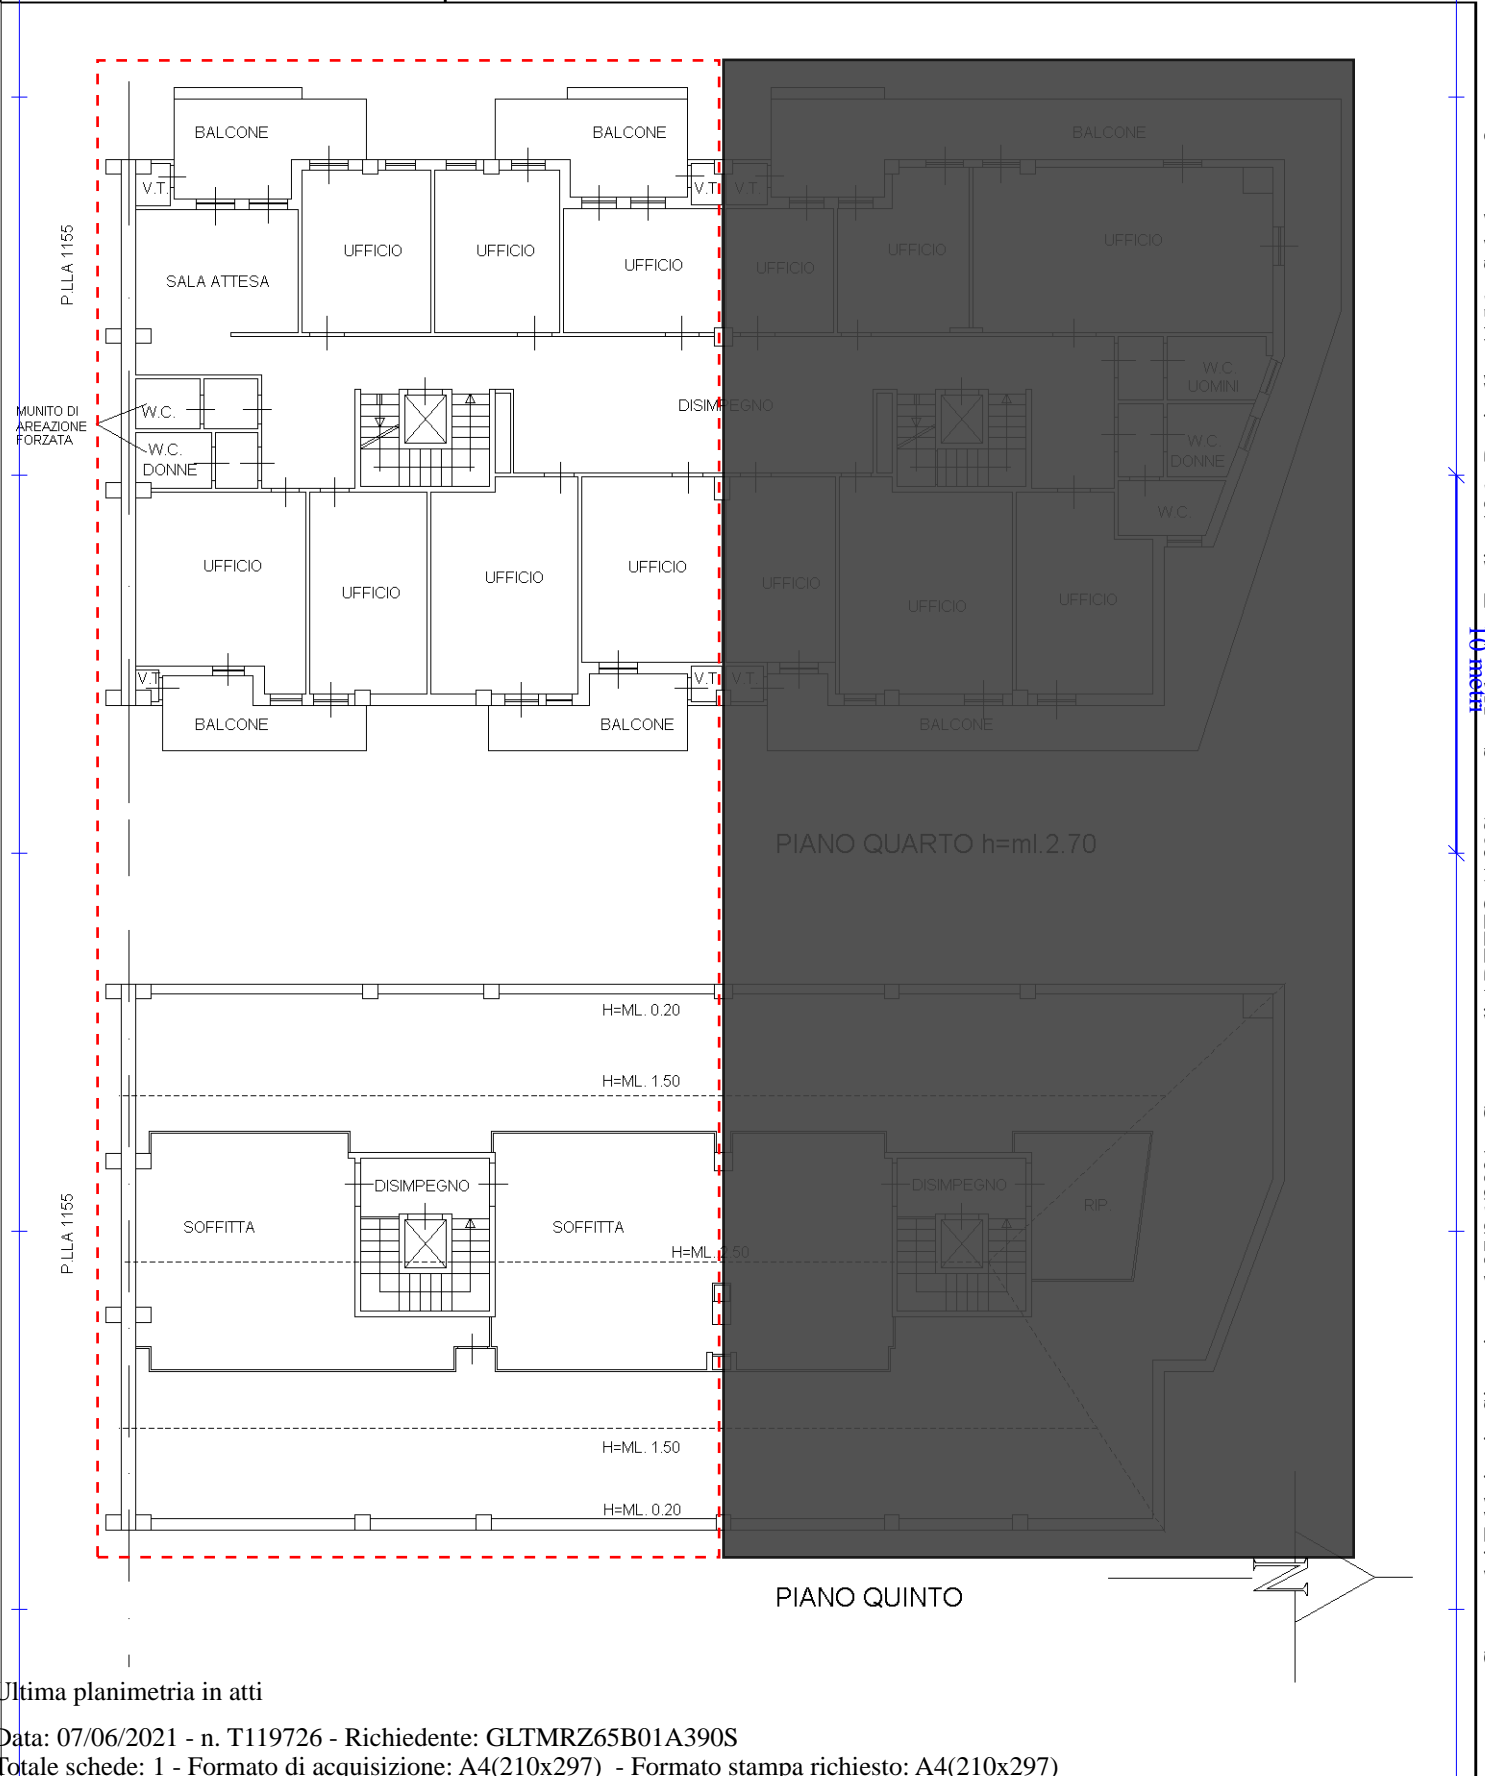 BALCONE
BALCONE
BALCONE
V.T.
V.T
V.T.
P.LLA 1155
SALA ATTESA
UFFICIO
UFFICIO
UFFICIO
UFFICIO
UFFICIO
UFFICIO
MUNITO DI
AREAZIONE
FORZATA
W.C.
W.C.
DONNE
DISIMPEGNO
W.C
UOMINI
W.C
DONNE
W.C.
UFFICIO
UFFICIO
UFFICIO
UFFICIO
UFFICIO
UFFICIO
UFFICIO
V.T
V.T
V.T.
BALCONE
BALCONE
BALCONE
10 metri
PIANO QUARTO h=ml.2.70
H=ML. 0.20
H=ML. 1.50
P.LLA 1155
SOFFITTA
DISIMPEGNO
SOFFITTA
DISIMPEGNO
RIP
H=ML. 2.50
H=ML. 1.50
H=ML. 0.20
N
PIANO QUINTO
Ultima planimetria in atti
Data: 07/06/2021 - n. T119726 - Richiedente: GLTMRZ65B01A390S
Totale schede: 1 - Formato di acquisizione: A4(210x297) - Formato stampa richiesto: A4(210x297)